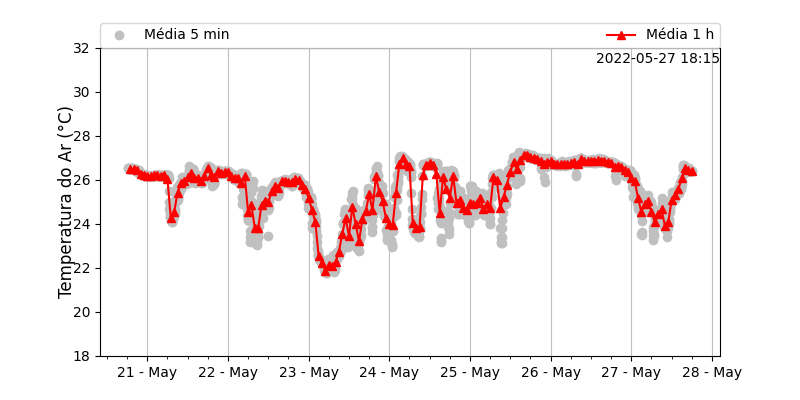 Média 5 min
Média 1 h
2022-05-27 18:15
Temperatura do Ar (°C)
32
30
28
26
24
22
20
18
21 - May
22 - May
23 - May
24 - May
25 - May
26 - May
27 - May
28 - May